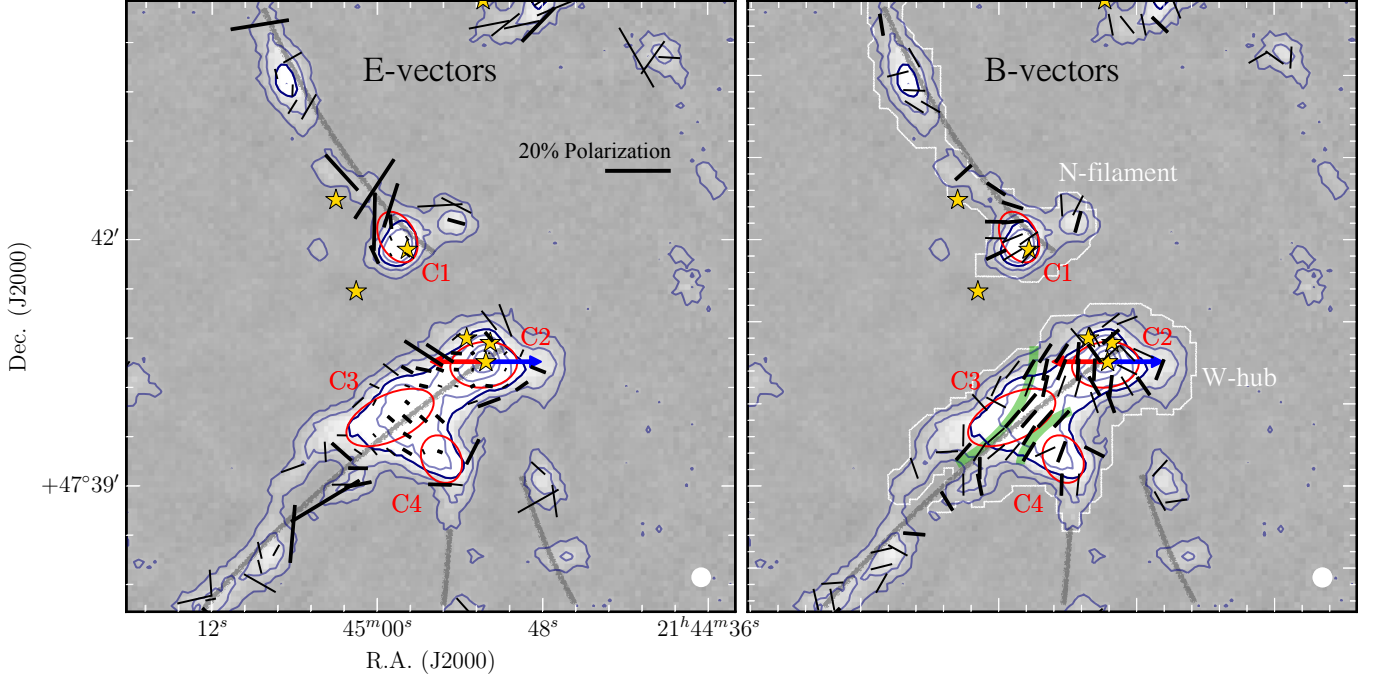 E-vectors
B-vectors
20% Polarization
N-filament
42′
C1
C1
Dec. (J2000)
C2
C2
C3
C3
W-hub
+47°39′
C4
C4
12ˢ
45ᵐ00ˢ
48ˢ
21ʰ44ᵐ36ˢ
R.A. (J2000)